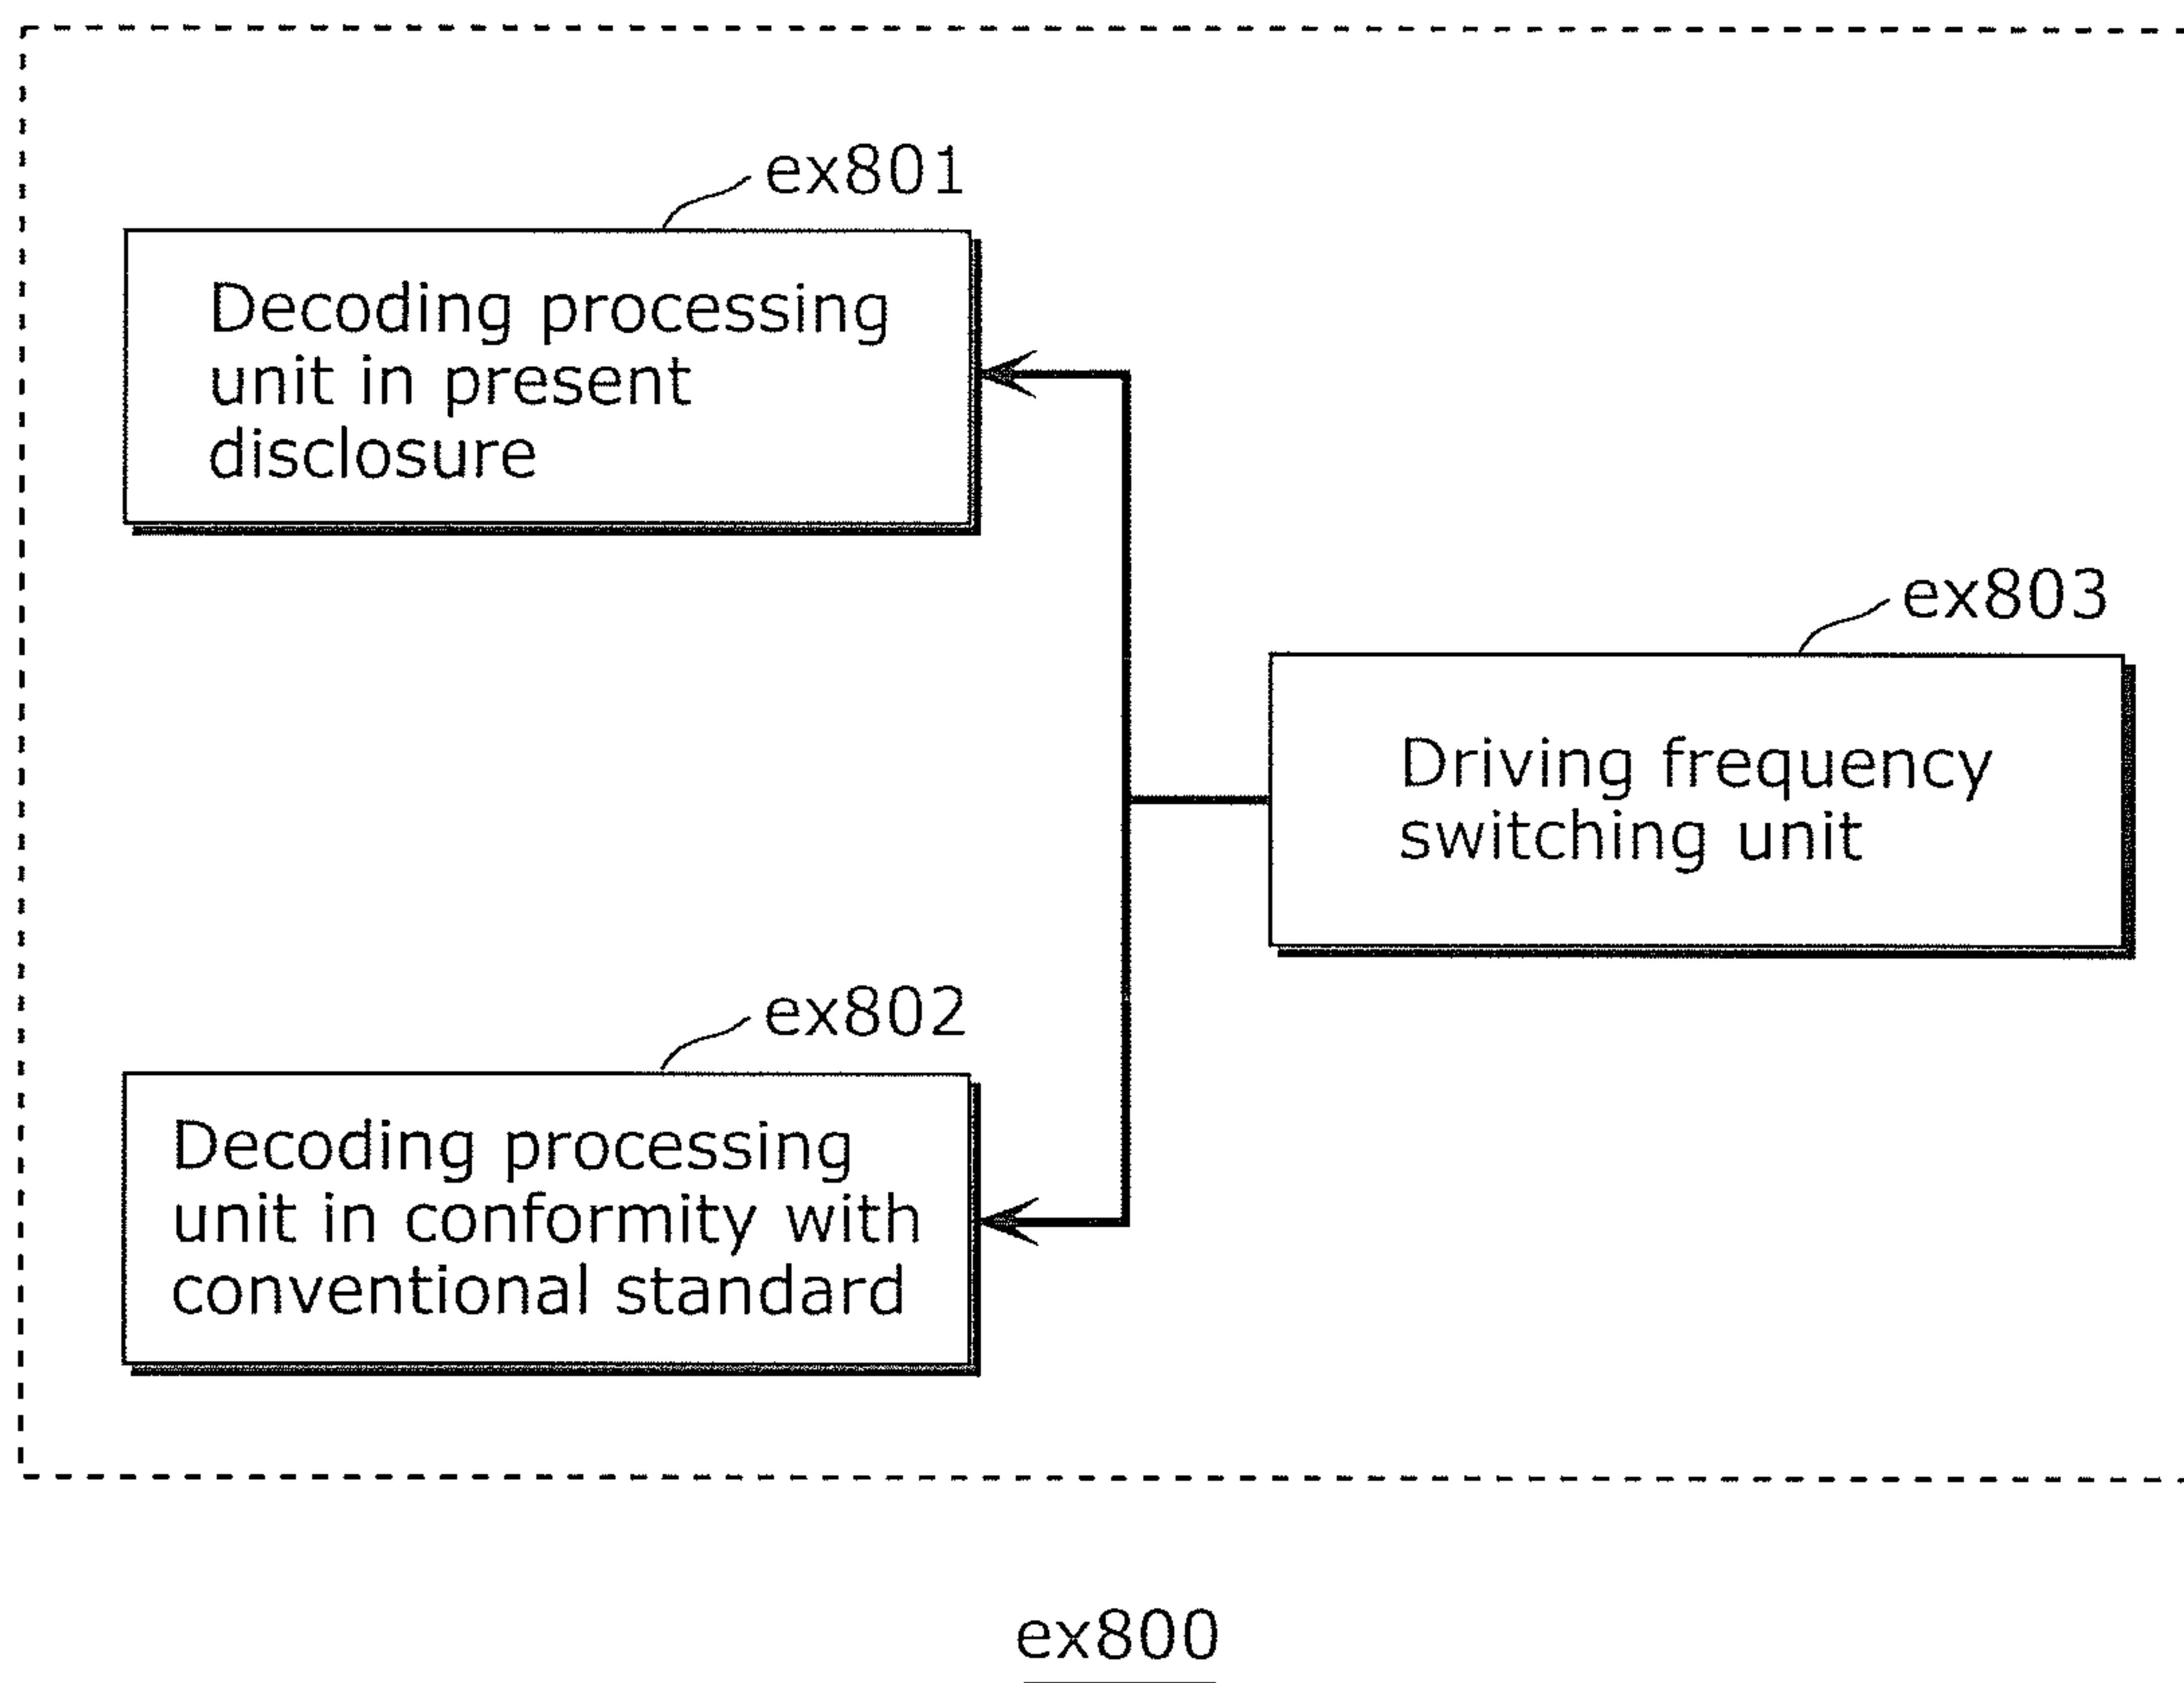 ex801
Decoding processing
unit in present
disclosure
ex803
Driving frequency
switching unit
ex802
Decoding processing
unit in conformity with
conventional standard
ex800